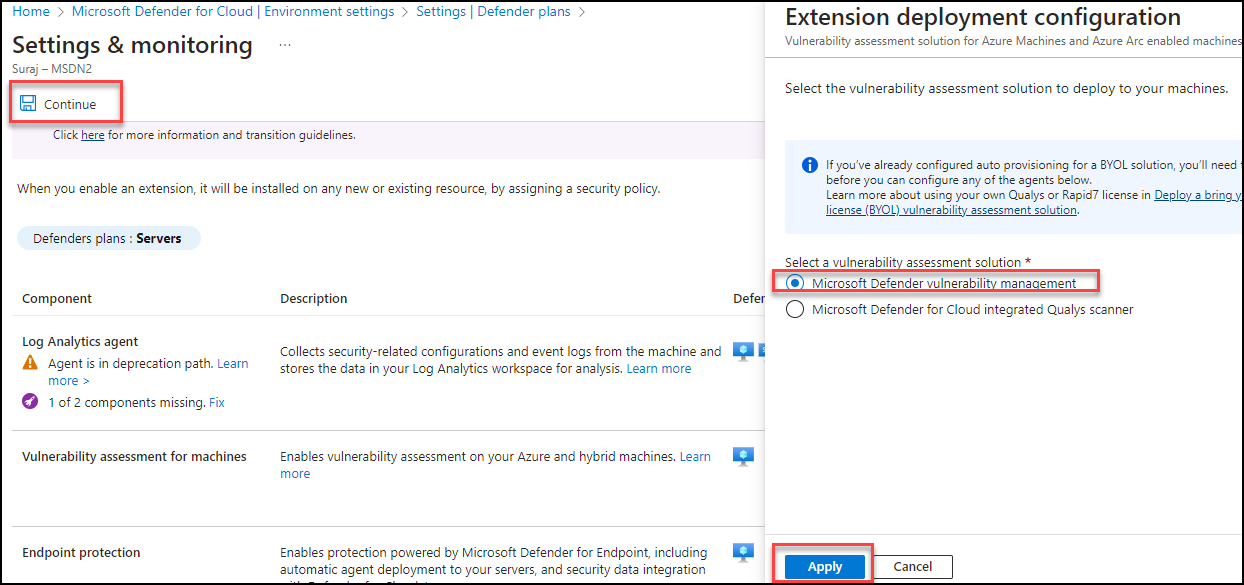 Home > Microsoft Defender for Cloud | Environment settings > Settings | Defender plans >
Settings & monitoring ...
Suraj – MSDN2
Continue
Click here for more information and transition guidelines.
When you enable an extension, it will be installed on any new or existing resource, by assigning a security policy.
Defenders plans : Servers
Component Description Defen
Log Analytics agent
Agent is in deprecation path. Learn
more >
1 of 2 components missing. Fix
Collects security-related configurations and event logs from the machine and
stores the data in your Log Analytics workspace for analysis. Learn more
Vulnerability assessment for machines
Enables vulnerability assessment on your Azure and hybrid machines. Learn
more
Endpoint protection
Enables protection powered by Microsoft Defender for Endpoint, including
automatic agent deployment to your servers, and security data integration
Extension deployment configuration
Vulnerability assessment solution for Azure Machines and Azure Arc enabled machines
Select the vulnerability assessment solution to deploy to your machines.
If you've already configured auto provisioning for a BYOL solution, you'll need
before you can configure any of the agents below.
Learn more about using your own Qualys or Rapid7 license in Deploy a bring y
license (BYOL) vulnerability assessment solution.
Select a vulnerability assessment solution *
Microsoft Defender vulnerability management
Microsoft Defender for Cloud integrated Qualys scanner
Apply Cancel